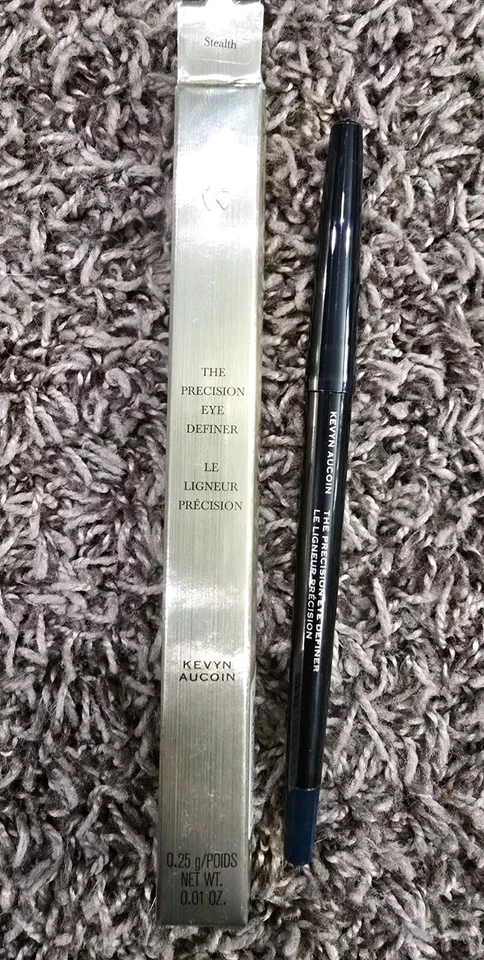 Stealth
THE
PRECISION
EYE
DEFINER
LE
LIGNEUR
PRÉCISION
KEVYN
AUCOIN
0.25 g/POIDS
NET WT.
0.01 OZ.
KEVYN AUCOIN THE PRECISION EYE DEFINER
LE LIGNEUR PRÉCISION